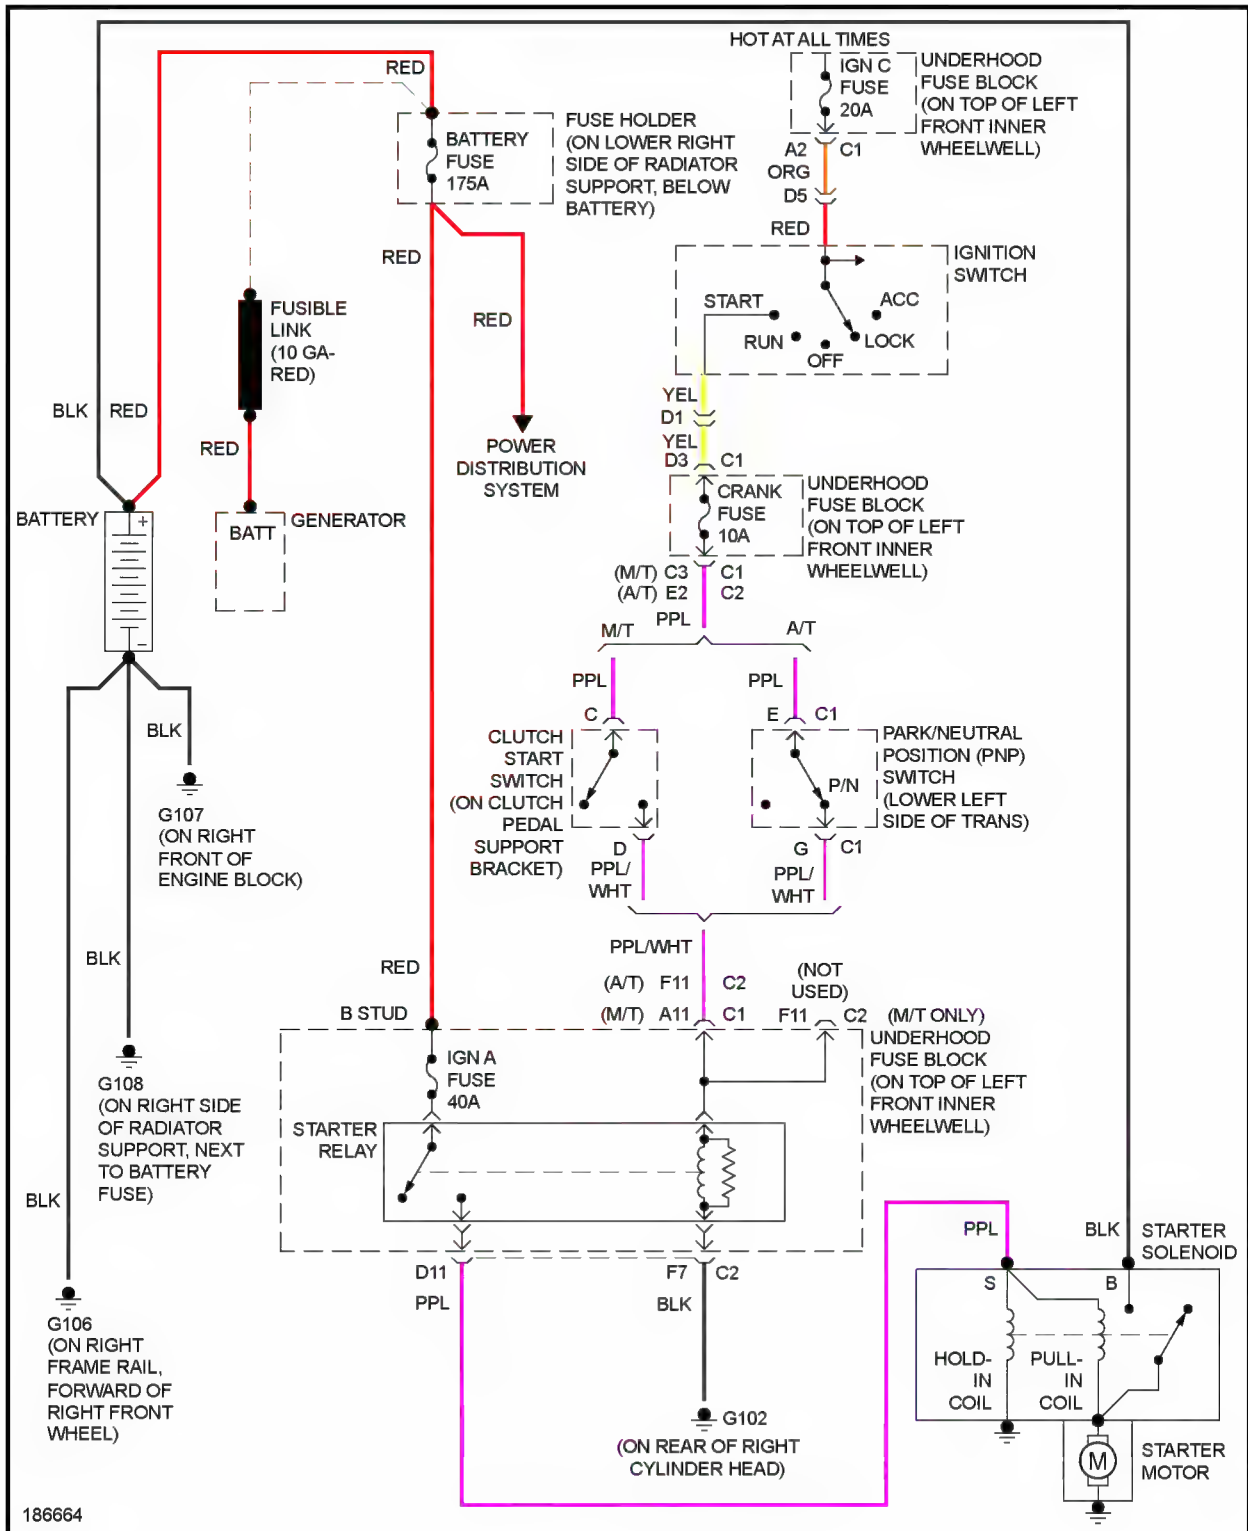 HOT AT ALL TIMES
RED
IGN C
FUSE
20A
UNDERHOOD
FUSE BLOCK
(ON TOP OF LEFT
FRONT INNER
WHEELWELL)
BATTERY
FUSE
175A
FUSE HOLDER
(ON LOWER RIGHT
SIDE OF RADIATOR
SUPPORT, BELOW
BATTERY)
A2 C1
ORG
D5
RED
RED
IGNITION
SWITCH
START
ACC
RUN
LOCK
OFF
FUSIBLE
LINK
(10 GA-
RED)
RED
BLK
RED
RED
POWER
DISTRIBUTION
SYSTEM
YEL
D1
YEL
D3 C1
CRANK
FUSE
10A
UNDERHOOD
FUSE BLOCK
(ON TOP OF LEFT
FRONT INNER
WHEELWELL)
BATTERY
+
-
BATT
GENERATOR
(M/T) C3 C1
(A/T) E2 C2
PPL
M/T
A/T
PPL
PPL
C
E C1
CLUTCH
START
SWITCH
(ON CLUTCH
PEDAL
SUPPORT
BRACKET)
P/N
PARK/NEUTRAL
POSITION (PNP)
SWITCH
(LOWER LEFT
SIDE OF TRANS)
BLK
G107
(ON RIGHT
FRONT OF
ENGINE BLOCK)
D
PPL/
WHT
G C1
PPL/
WHT
BLK
RED
PPL/WHT
(A/T) F11 C2
(M/T) A11 C1
(NOT
USED)
F11 C2 (M/T ONLY)
B STUD
UNDERHOOD
FUSE BLOCK
(ON TOP OF LEFT
FRONT INNER
WHEELWELL)
IGN A
FUSE
40A
STARTER
RELAY
G108
(ON RIGHT SIDE
OF RADIATOR
SUPPORT, NEXT
TO BATTERY
FUSE)
BLK
D11
PPL
F7 C2
BLK
PPL
BLK
STARTER
SOLENOID
S
B
HOLD-
IN
COIL
PULL-
IN
COIL
G106
(ON RIGHT
FRAME RAIL,
FORWARD OF
RIGHT FRONT
WHEEL)
G102
(ON REAR OF RIGHT
CYLINDER HEAD)
M
STARTER
MOTOR
186664